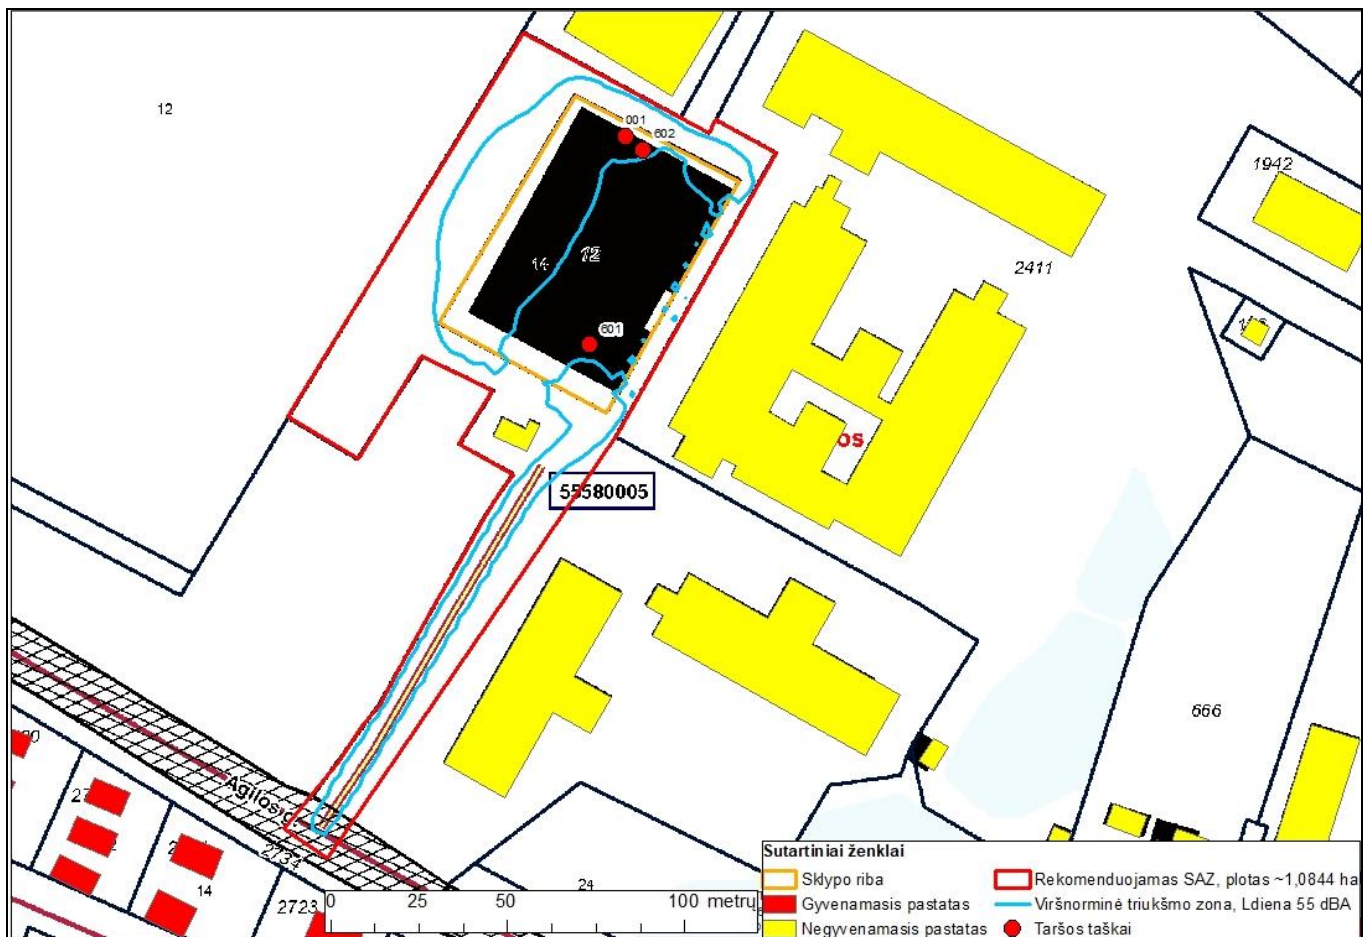 12
001
602
1942
2411
14
12
601
os
55580005
666
Agilos g
2734
14
24
2723
0 25 50 100 metrų
Sutartiniai ženklai
Sklypo riba
Rekomenduojamas SAZ, plotas ~1,0844 ha
Gyvenamasis pastatas
Viršnorminė triukšmo zona, Ldiena 55 dBA
Negyvenamasis pastatas
Taršos taškai